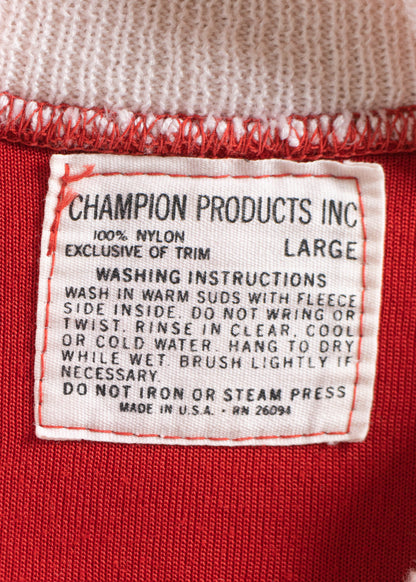 CHAMPION PRODUCTS INC
100% NYLON
EXCLUSIVE OF TRIM LARGE
WASHING INSTRUCTIONS
WASH IN WARM SUDS WITH FLEECE
SIDE INSIDE. DO NOT WRING OR
TWIST. RINSE IN CLEAR, COOL
OR COLD WATER. HANG TO DRY
WHILE WET. BRUSH LIGHTLY IF
NECESSARY.
DO NOT IRON OR STEAM PRESS
MADE IN U.S.A. · RN 26094